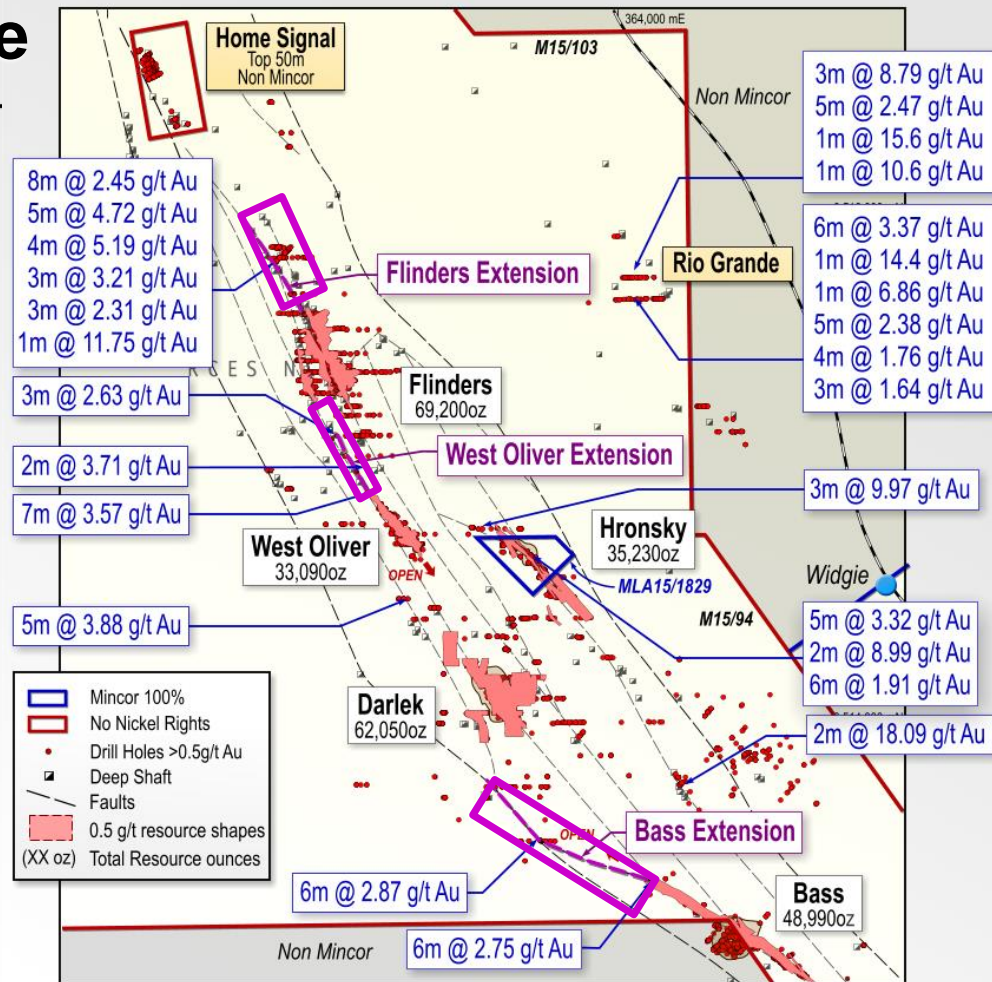 e
364,000 mE
Home Signal
Top 50m
Non Mincor
M15/103
Non Mincor
3m @ 8.79 g/t Au
5m @ 2.47 g/t Au
1m @ 15.6 g/t Au
1m @ 10.6 g/t Au
8m @ 2.45 g/t Au
5m @ 4.72 g/t Au
4m @ 5.19 g/t Au
3m @ 3.21 g/t Au
3m @ 2.31 g/t Au
1m @ 11.75 g/t Au
6m @ 3.37 g/t Au
1m @ 14.4 g/t Au
1m @ 6.86 g/t Au
5m @ 2.38 g/t Au
4m @ 1.76 g/t Au
3m @ 1.64 g/t Au
Rio Grande
Flinders Extension
RCES N
3m @ 2.63 g/t Au
Flinders
69,200oz
West Oliver Extension
2m @ 3.71 g/t Au
7m @ 3.57 g/t Au
3m @ 9.97 g/t Au
Hronsky
35,230oz
West Oliver
33,090oz
OPEN
MLA15/1829
Widgie
M15/94
5m @ 3.88 g/t Au
5m @ 3.32 g/t Au
2m @ 8.99 g/t Au
6m @ 1.91 g/t Au
Darlek
62,050oz
2m @ 18.09 g/t Au
Mincor 100%
No Nickel Rights
Drill Holes >0.5g/t Au
Deep Shaft
Faults
0.5 g/t resource shapes
(XX oz) Total Resource ounces
OPEN
Bass Extension
6m @ 2.87 g/t Au
Bass
48,990oz
6m @ 2.75 g/t Au
Non Mincor